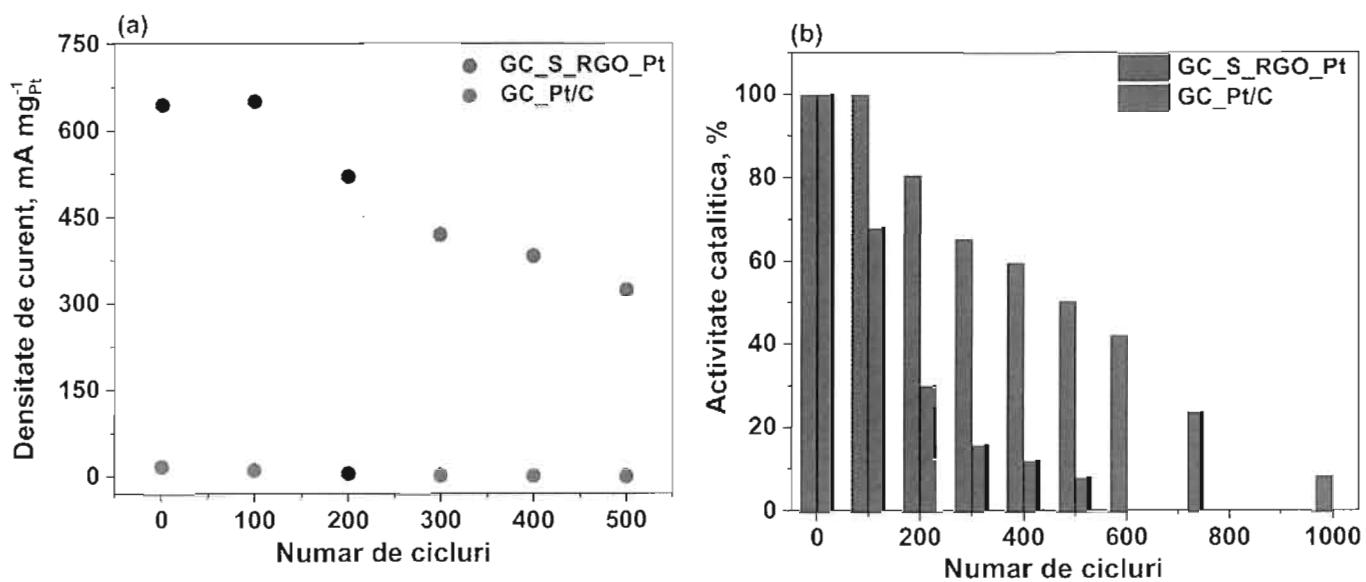 (a)
Densitate de curent, mA mg⁻¹Pt
750
600
450
300
150
0
GC_S_RGO_Pt
GC_Pt/C
0 100 200 300 400 500
Numar de cicluri
(b)
Activitate catalitica, %
100
80
60
40
20
0
GC_S_RGO_Pt
GC_Pt/C
0 200 400 600 800 1000
Numar de cicluri